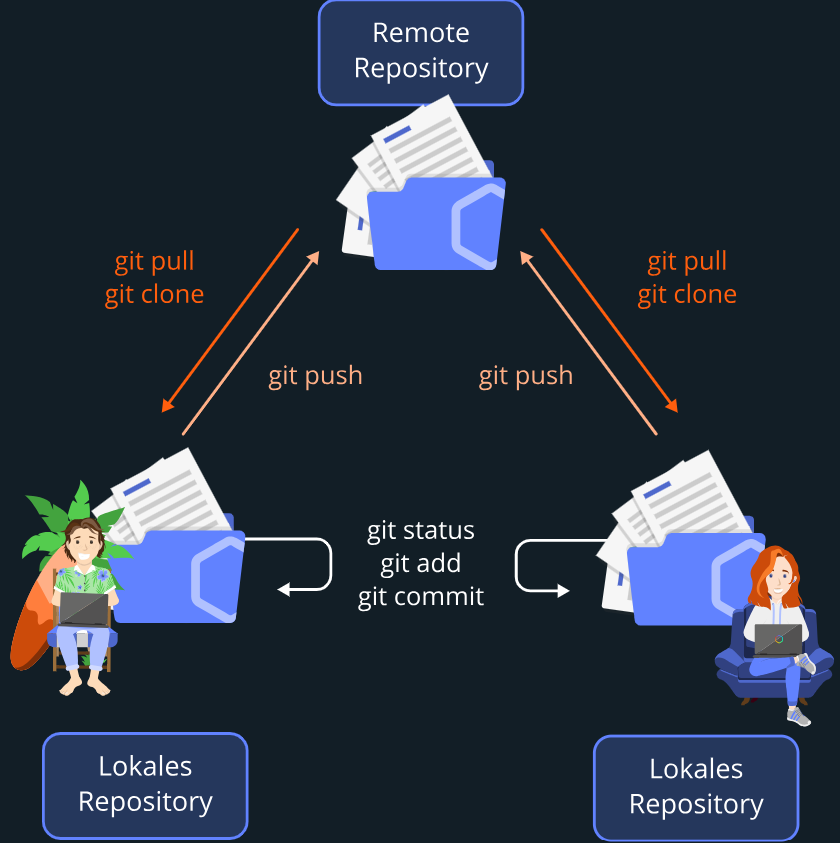 Remote
Repository
git pull
git clone
git pull
git clone
git push
git push
git status
git add
git commit
Lokales
Repository
Lokales
Repository